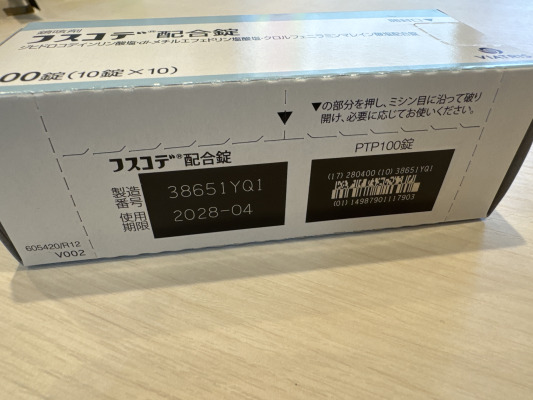 鎮咳剤
フスコデ®配合錠
ジヒドロコデインリン酸塩・dl-メチルエフェドリン塩酸塩・クロルフェニラミンマレイン酸塩配合錠
00錠(10錠×10)
VIATRIS
▼の部分を押し、ミシン目に沿って破り
開け、必要に応じてお使いください。
フスコデ®配合錠
製造番号 38651YQ1
使用期限 2028-04
PTP100錠
(17) 280400 (10) 38651YQ1
(01) 14987901117903
605420/R12
V002